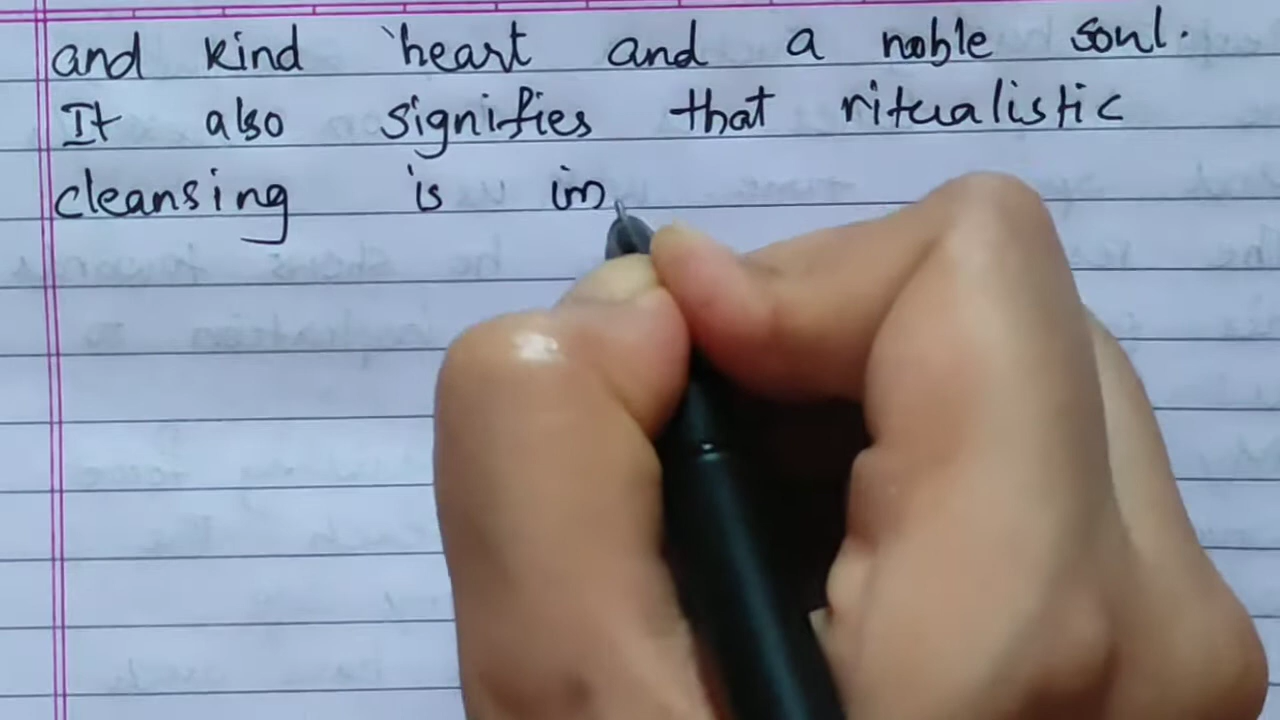 and kind heart and a noble soul.
It also signifies that ritualistic
cleansing is im